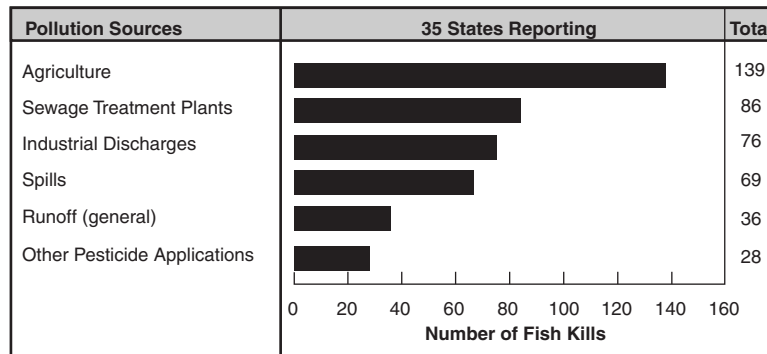 Pollution Sources 35 States Reporting Tota
Agriculture 139
Sewage Treatment Plants 86
Industrial Discharges 76
Spills 69
Runoff (general) 36
Other Pesticide Applications 28
0 20 40 60 80 100 120 140 160
Number of Fish Kills